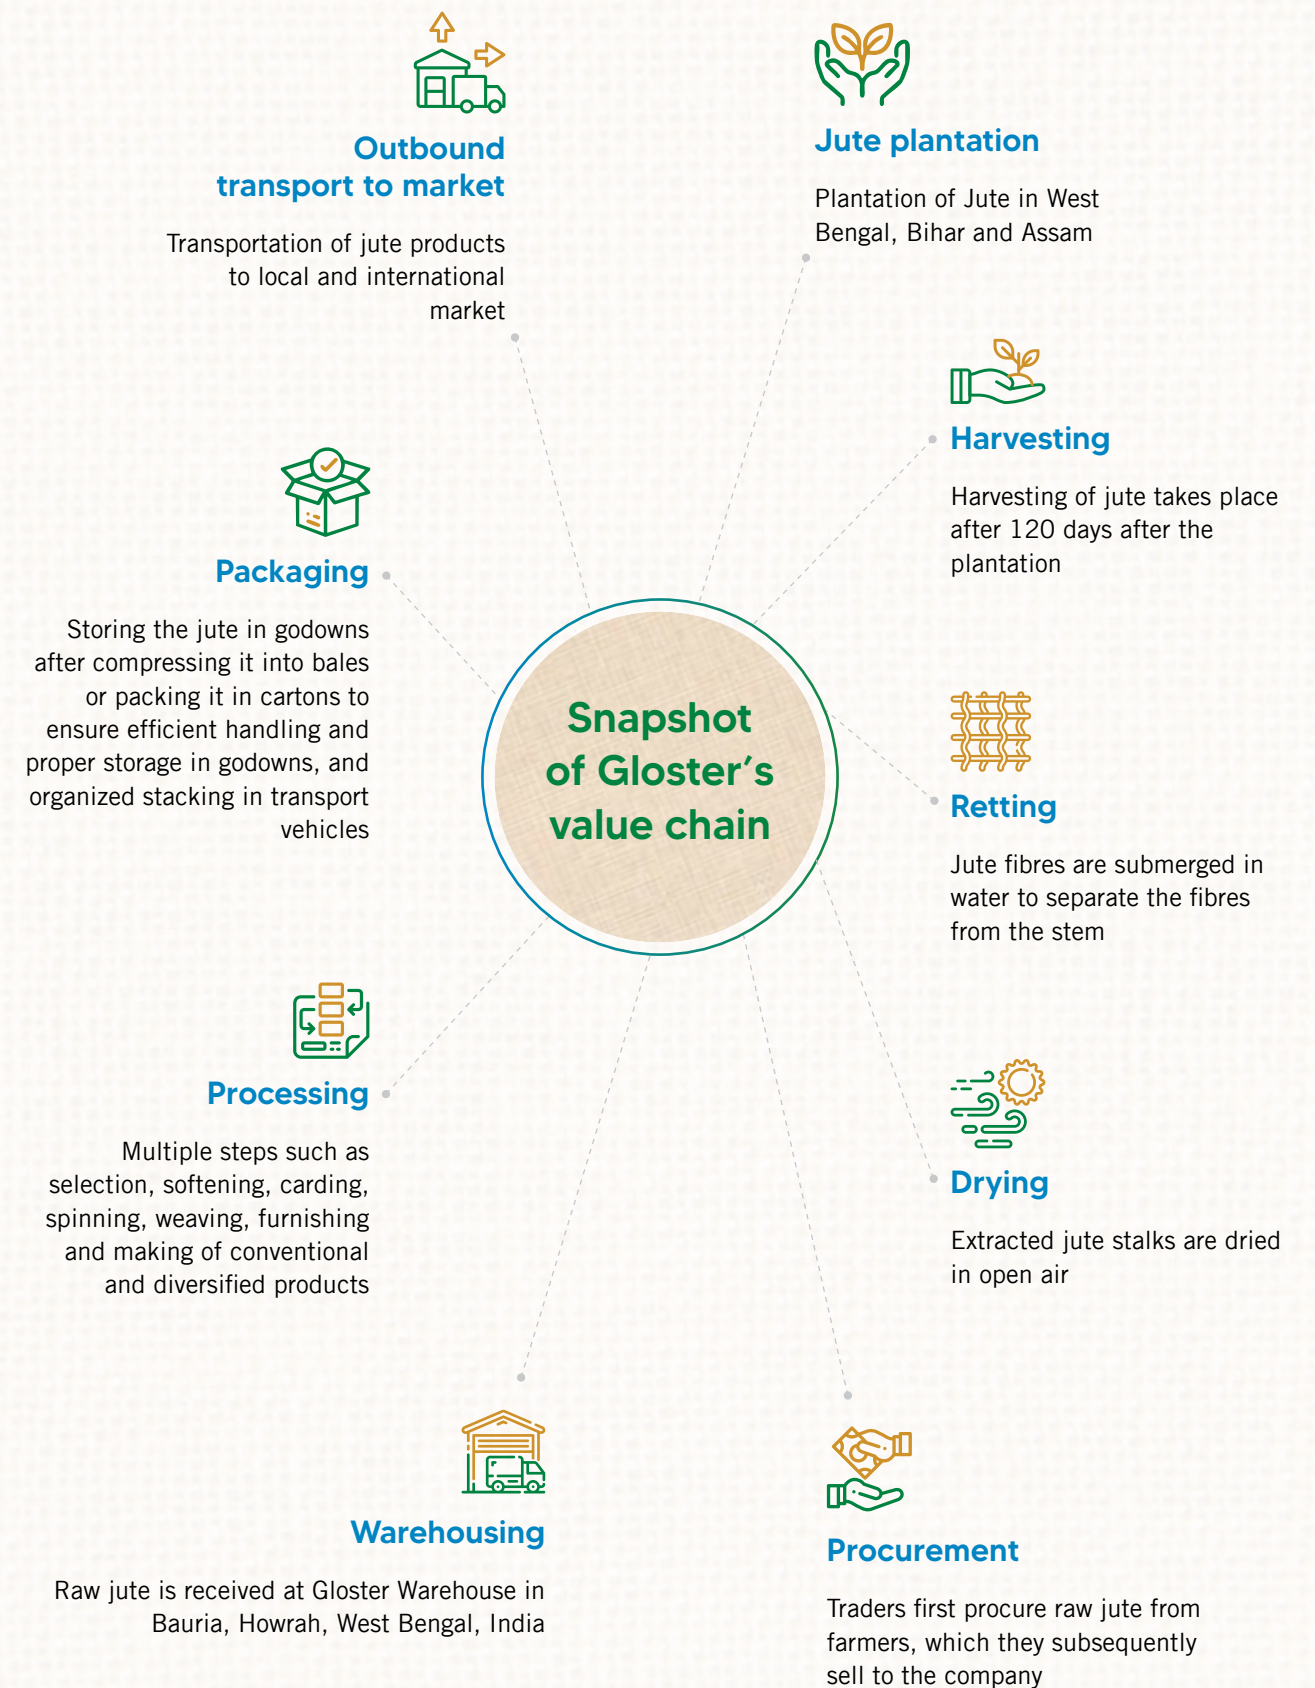 Snapshot
of Gloster's
value chain
Jute plantation
Plantation of Jute in West
Bengal, Bihar and Assam
Harvesting
Harvesting of jute takes place
after 120 days after the
plantation
Retting
Jute fibres are submerged in
water to separate the fibres
from the stem
Drying
Extracted jute stalks are dried
in open air
Procurement
Traders first procure raw jute from
farmers, which they subsequently
sell to the company
Warehousing
Raw jute is received at Gloster Warehouse in
Bauria, Howrah, West Bengal, India
Processing
Multiple steps such as
selection, softening, carding,
spinning, weaving, furnishing
and making of conventional
and diversified products
Packaging
Storing the jute in godowns
after compressing it into bales
or packing it in cartons to
ensure efficient handling and
proper storage in godowns, and
organized stacking in transport
vehicles
Outbound
transport to market
Transportation of jute products
to local and international
market